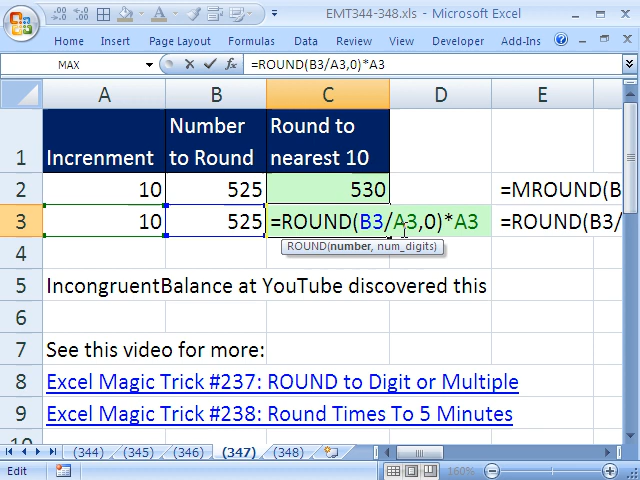 EMT344-348.xls - Microsoft Excel
Home Insert Page Layout Formulas Data Review View Developer Add-Ins
MAX =ROUND(B3/A3,0)*A3
A B C D E
1 Increnment Number to Round Round to nearest 10
2 10 525 530 =MROUND(B
3 10 525 =ROUND(B3/A3,0)*A3 =ROUND(B3/
ROUND(number, num_digits)
4
5 IncongruentBalance at YouTube discovered this
6
7 See this video for more:
8 Excel Magic Trick #237: ROUND to Digit or Multiple
9 Excel Magic Trick #238: Round Times To 5 Minutes
10
(344) (345) (346) (347) (348)
Edit 160%